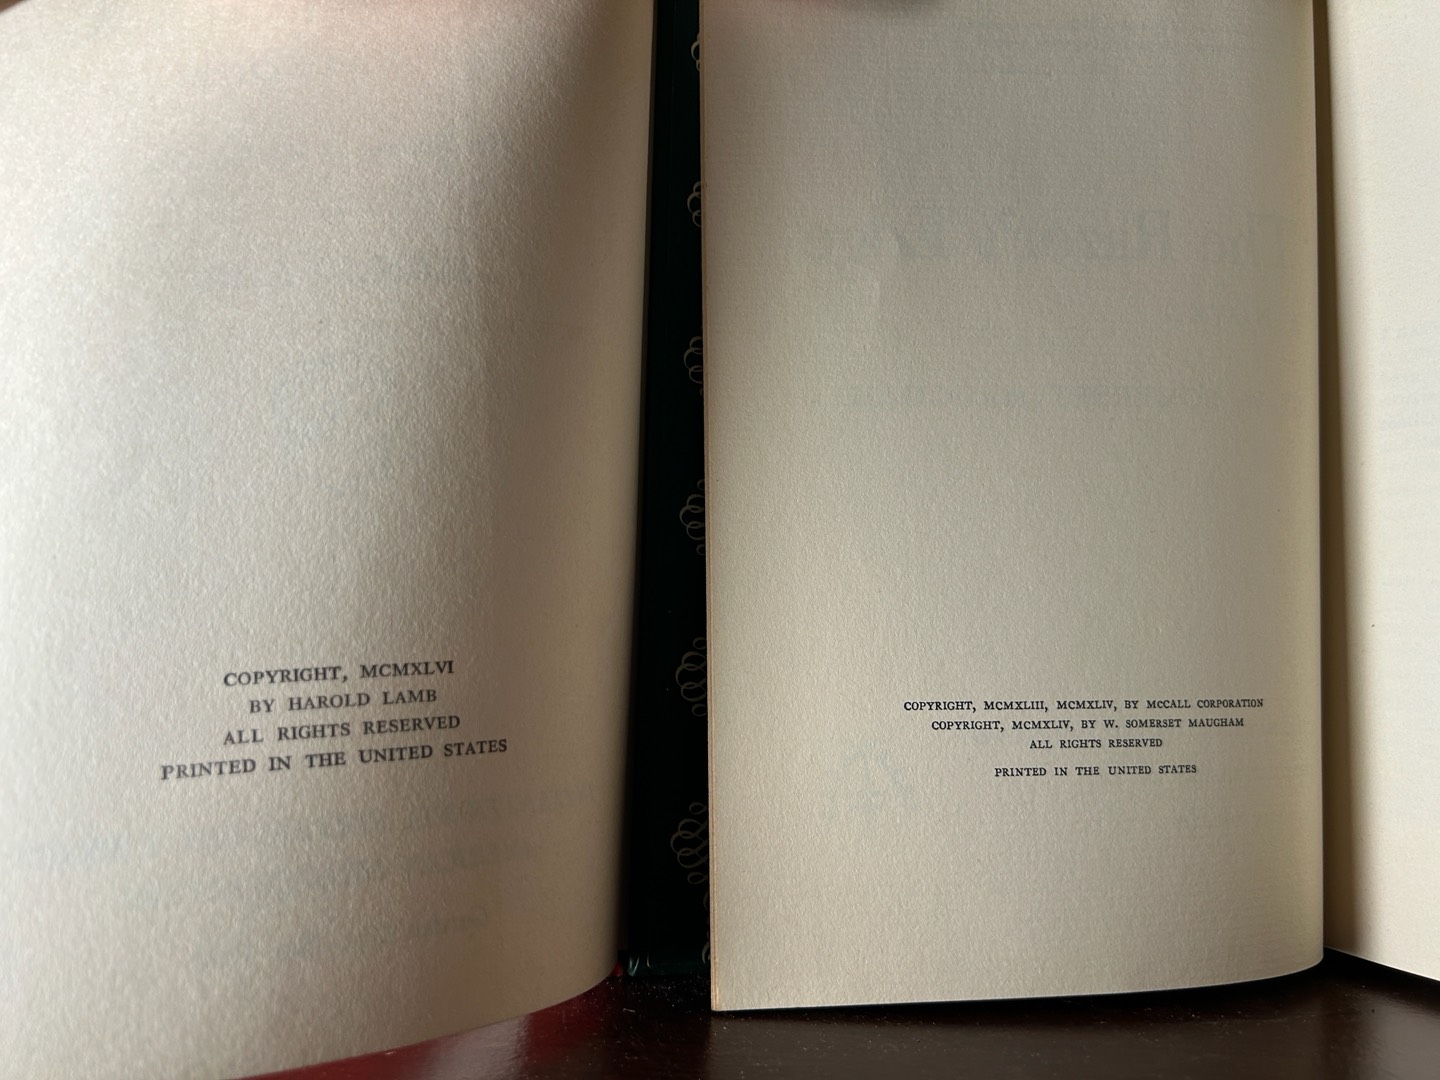 COPYRIGHT, MCMXLVI
BY HAROLD LAMB
ALL RIGHTS RESERVED
PRINTED IN THE UNITED STATES
COPYRIGHT, MCMXLIII, MCMXLIV, BY McCALL CORPORATION
COPYRIGHT, MCMXLIV, BY W. SOMERSET MAUGHAM
ALL RIGHTS RESERVED
PRINTED IN THE UNITED STATES